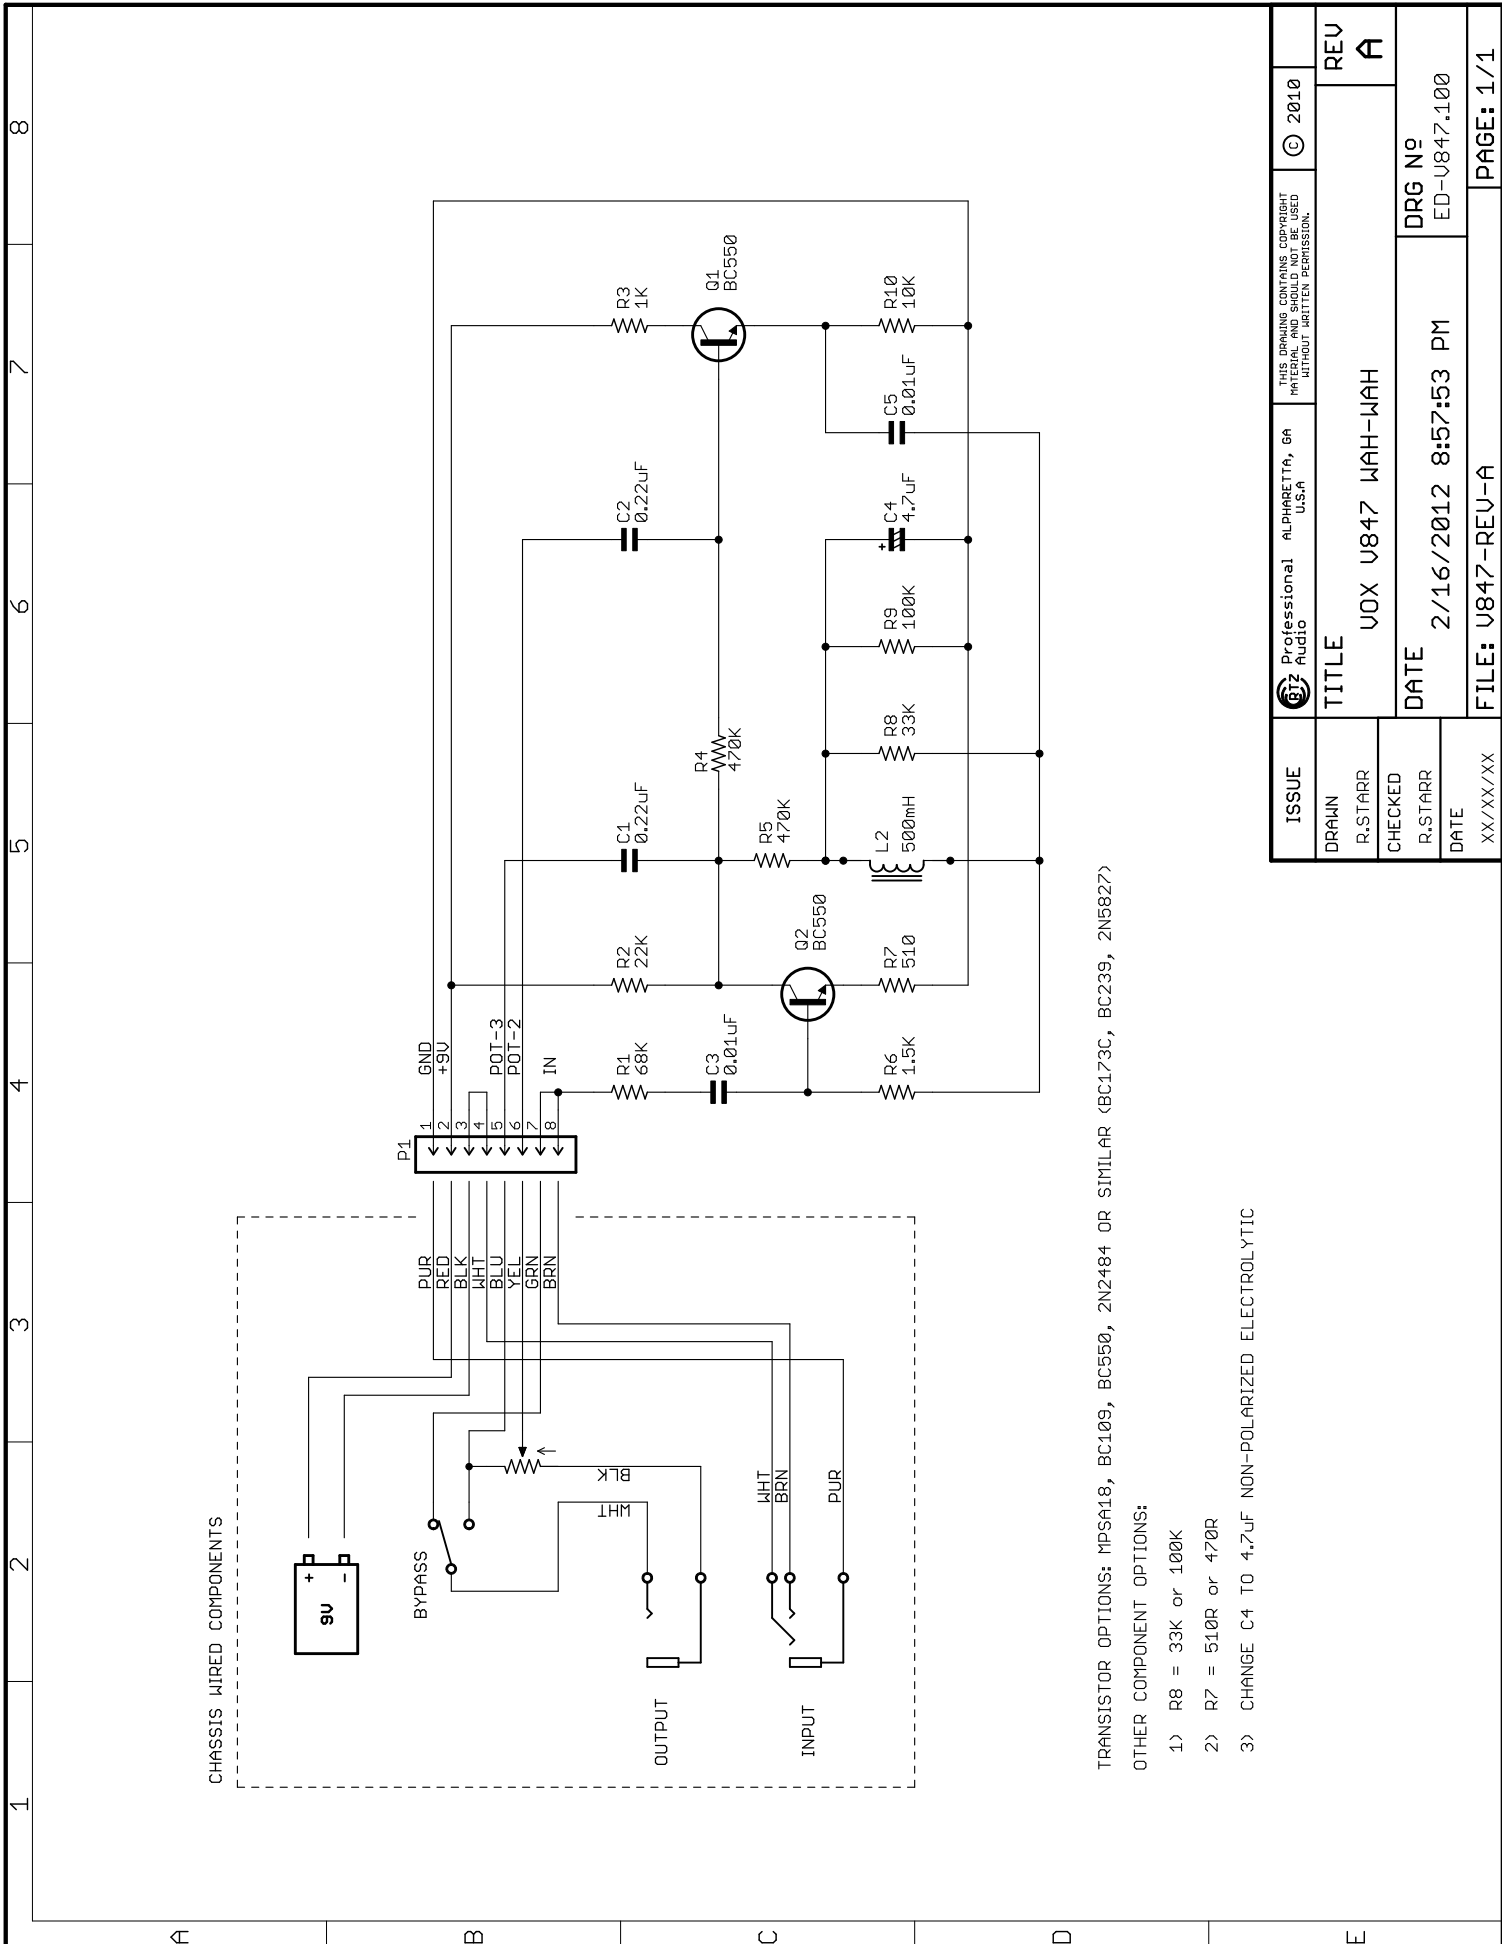 1
2
3
4
5
6
7
8
A
B
C
D
E
CHASSIS WIRED COMPONENTS
9V
+
-
BYPASS
OUTPUT
INPUT
WHT
BLK
WHT
BRN
PUR
PUR
RED
BLK
WHT
BLU
YEL
GRN
BRN
P1
1
2
3
4
5
6
7
8
GND
+9V
POT-3
POT-2
IN
R1
68K
R2
22K
C1
0.22uF
C2
0.22uF
R3
1K
C3
0.01uF
R4
470K
R5
470K
Q1
BC550
Q2
BC550
R6
1.5K
R7
510
L2
500mH
R8
33K
R9
100K
+
C4
4.7uF
C5
0.01uF
R10
10K
TRANSISTOR OPTIONS: MPSA18, BC109, BC550, 2N2484 OR SIMILAR (BC173C, BC239, 2N5827)
OTHER COMPONENT OPTIONS:
1) R8 = 33K or 100K
2) R7 = 510R or 470R
3) CHANGE C4 TO 4.7uF NON-POLARIZED ELECTROLYTIC
ISSUE
DRAWN
R.STARR
CHECKED
R.STARR
DATE
XX/XX/XX
RTZ
Professional
Audio
ALPHARETTA, GA
U.S.A
THIS DRAWING CONTAINS COPYRIGHT
MATERIAL AND SHOULD NOT BE USED
WITHOUT WRITTEN PERMISSION.
© 2010
TITLE
VOX V847 WAH-WAH
REV
A
DATE
2/16/2012 8:57:53 PM
DRG Nº
ED-V847.100
FILE: V847-REV-A
PAGE: 1/1